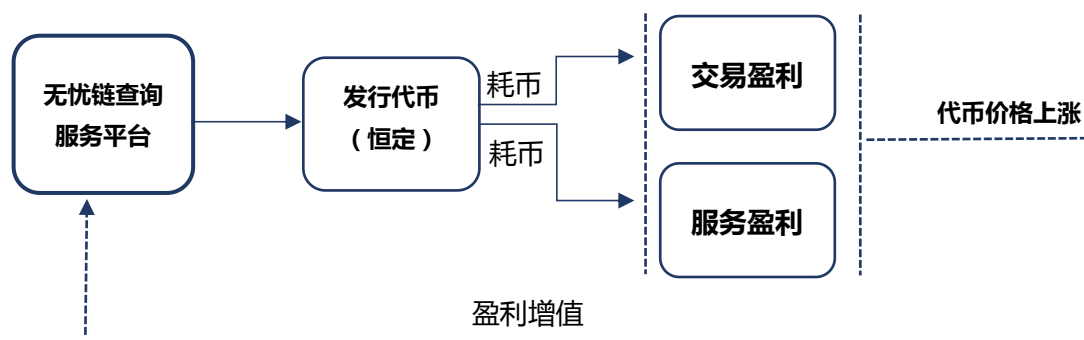 无忧链查询
服务平台
发行代币
（恒定）
耗币
耗币
交易盈利
服务盈利
代币价格上涨
盈利增值